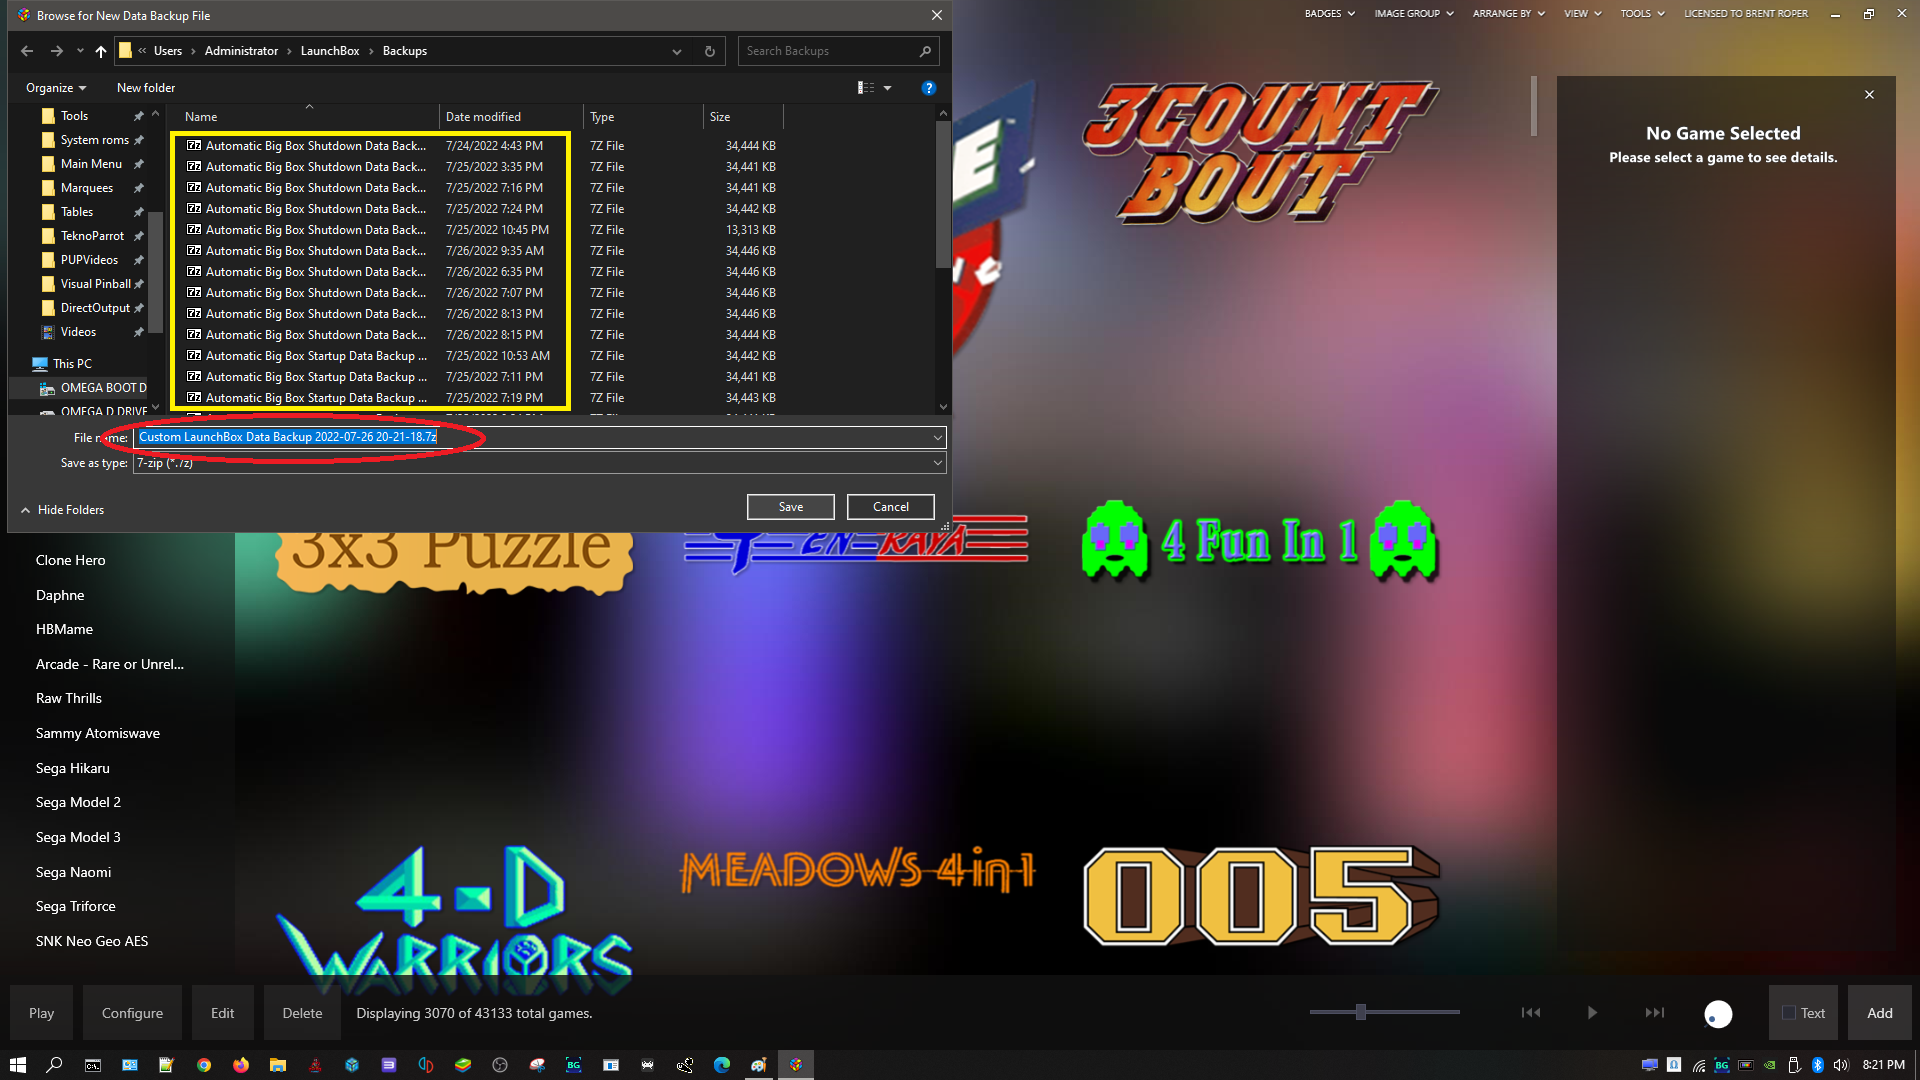 Browse for New Data Backup File
BADGES
IMAGE GROUP
ARRANGE BY
VIEW
TOOLS
LICENSED TO BRENT ROPER
« Users › Administrator › LaunchBox › Backups
Search Backups
Organize
New folder
Name
Date modified
Type
Size
Tools
System roms
Main Menu
Marquees
Tables
TeknoParrot
PUPVideos
Visual Pinball
DirectOutput
Videos
This PC
OMEGA BOOT D
OMEGA D DRIVE
Automatic Big Box Shutdown Data Back... 7/24/2022 4:43 PM 7Z File 34,444 KB
Automatic Big Box Shutdown Data Back... 7/25/2022 3:35 PM 7Z File 34,441 KB
Automatic Big Box Shutdown Data Back... 7/25/2022 7:16 PM 7Z File 34,441 KB
Automatic Big Box Shutdown Data Back... 7/25/2022 7:24 PM 7Z File 34,442 KB
Automatic Big Box Shutdown Data Back... 7/25/2022 10:45 PM 7Z File 13,313 KB
Automatic Big Box Shutdown Data Back... 7/26/2022 9:35 AM 7Z File 34,446 KB
Automatic Big Box Shutdown Data Back... 7/26/2022 6:35 PM 7Z File 34,446 KB
Automatic Big Box Shutdown Data Back... 7/26/2022 7:07 PM 7Z File 34,446 KB
Automatic Big Box Shutdown Data Back... 7/26/2022 8:13 PM 7Z File 34,446 KB
Automatic Big Box Shutdown Data Back... 7/26/2022 8:15 PM 7Z File 34,444 KB
Automatic Big Box Startup Data Backup ... 7/25/2022 10:53 AM 7Z File 34,442 KB
Automatic Big Box Startup Data Backup ... 7/25/2022 7:11 PM 7Z File 34,441 KB
Automatic Big Box Startup Data Backup ... 7/25/2022 7:19 PM 7Z File 34,443 KB
File name: Custom LaunchBox Data Backup 2022-07-26 20-21-18.7z
Save as type: 7-zip (*.7z)
Hide Folders
Save
Cancel
3 COUNT
BOUT
No Game Selected
Please select a game to see details.
3x3 Puzzle
4 EN RAYA
4 Fun In 1
Clone Hero
Daphne
HBMame
Arcade - Rare or Unrel...
Raw Thrills
Sammy Atomiswave
Sega Hikaru
Sega Model 2
Sega Model 3
Sega Naomi
Sega Triforce
SNK Neo Geo AES
4-D
WARRIORS
MEADOWS 4in1
005
Play
Configure
Edit
Delete
Displaying 3070 of 43133 total games.
Text
Add
BG
BG
8:21 PM